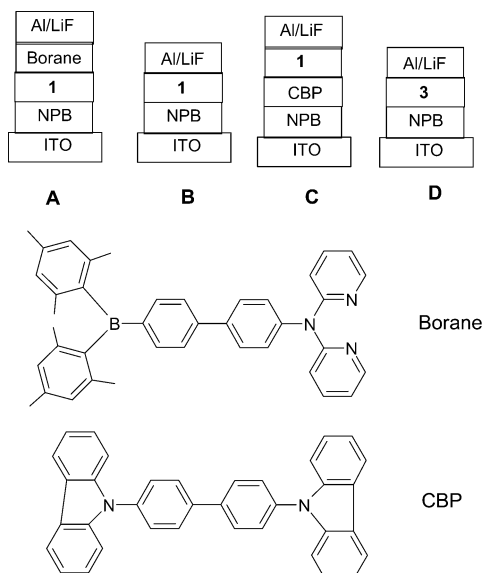 Al/LiF
Borane
1
NPB
ITO
A
Al/LiF
1
NPB
ITO
B
Al/LiF
1
CBP
NPB
ITO
C
Al/LiF
3
NPB
ITO
D
B
N
N
N
Borane
N
N
CBP